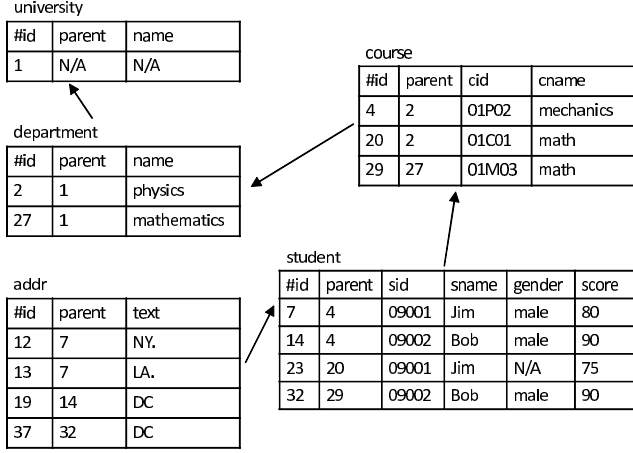 university
#id parent name
1 N/A N/A
department
#id parent name
2 1 physics
27 1 mathematics
course
#id parent cid cname
4 2 01P02 mechanics
20 2 01C01 math
29 27 01M03 math
student
#id parent sid sname gender score
7 4 09001 Jim male 80
14 4 09002 Bob male 90
23 20 09001 Jim N/A 75
32 29 09002 Bob male 90
addr
#id parent text
12 7 NY.
13 7 LA.
19 14 DC
37 32 DC